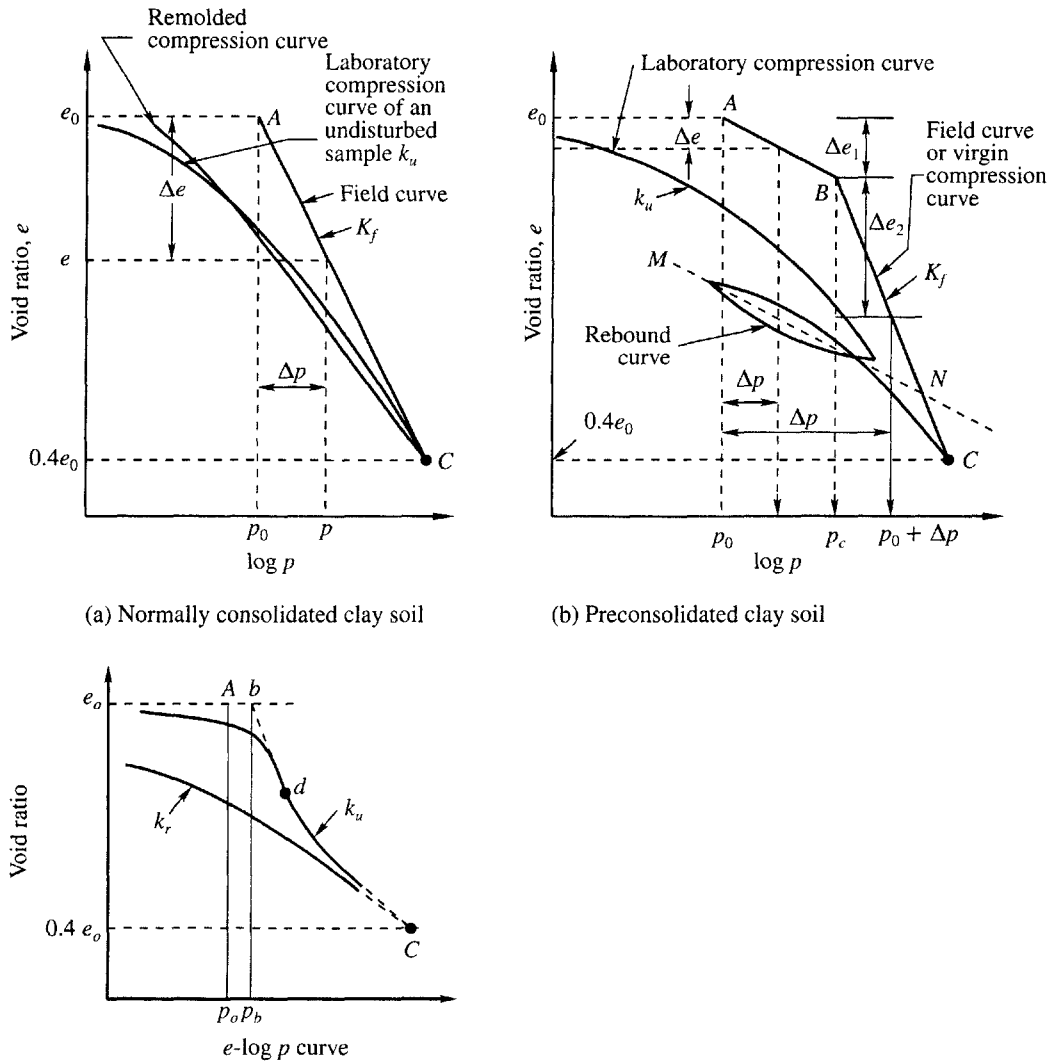 Remolded
compression curve
Laboratory
compression
curve of an
undisturbed
sample k_u
e_0
A
Δe
Field curve
K_f
e
Void ratio, e
Δp
0.4e_0
C
p_0
p
log p
(a) Normally consolidated clay soil
Laboratory compression curve
e_0
A
Δe
Δe_1
Field curve
or virgin
compression
curve
B
k_u
Δe_2
M
K_f
Void ratio, e
Rebound
curve
N
Δp
Δp
0.4e_0
C
p_0
p_c
p_0 + Δp
log p
(b) Preconsolidated clay soil
e_o
A
b
d
k_r
k_u
Void ratio
0.4 e_o
C
p_o
p_b
e-log p curve